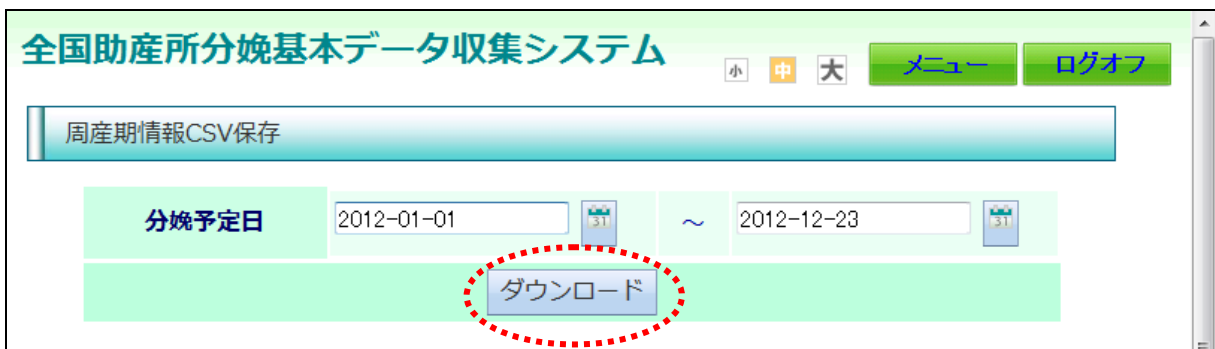 全国助産所分娩基本データ収集システム
小 中 大 メニュー ログオフ
周産期情報CSV保存
分娩予定日 2012-01-01 31 ～ 2012-12-23 31
ダウンロード